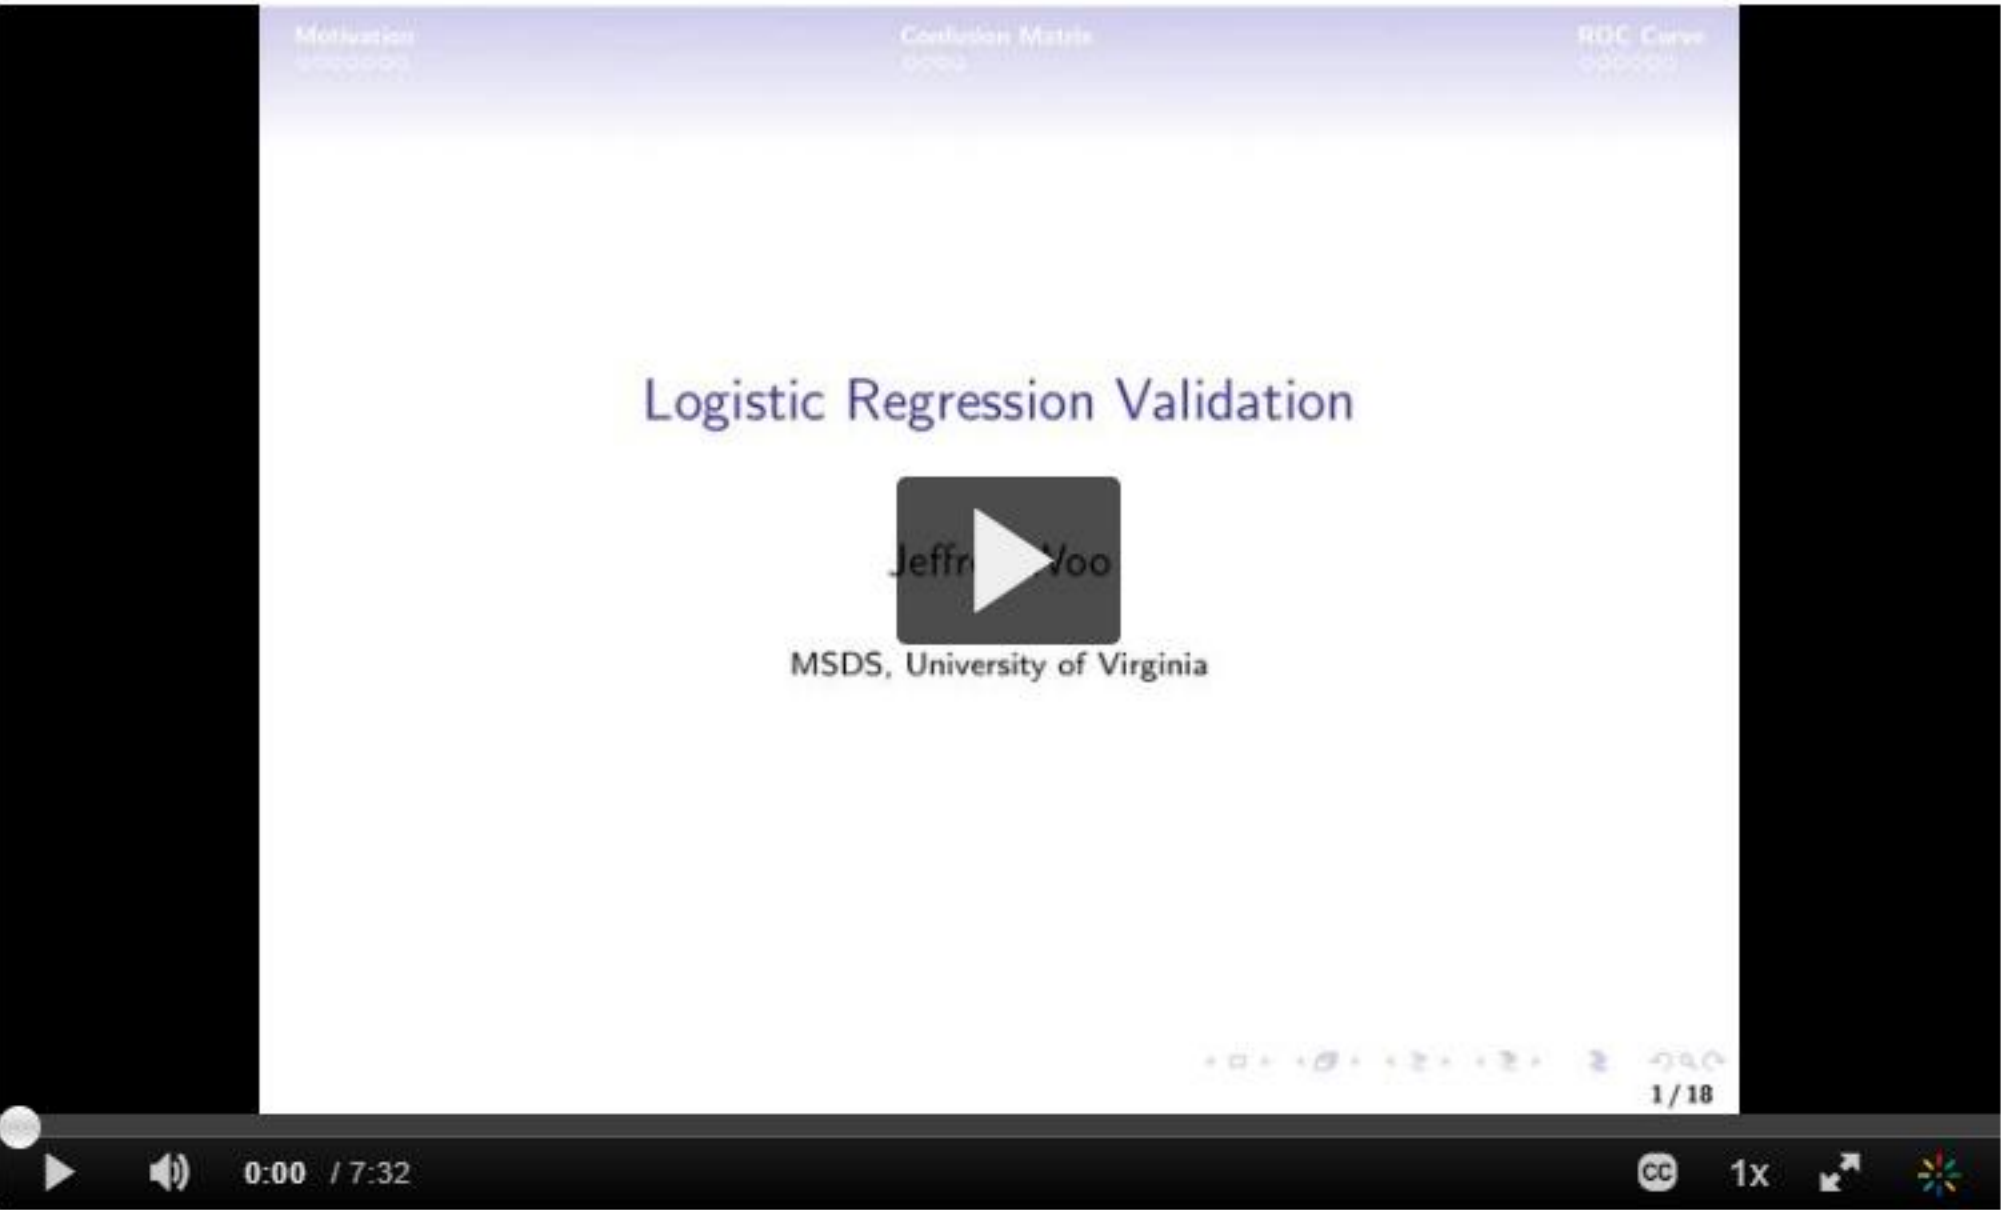 Motivation Confusion Matrix ROC Curve
Logistic Regression Validation
MSDS, University of Virginia
1 / 18
0:00 / 7:32
CC 1x